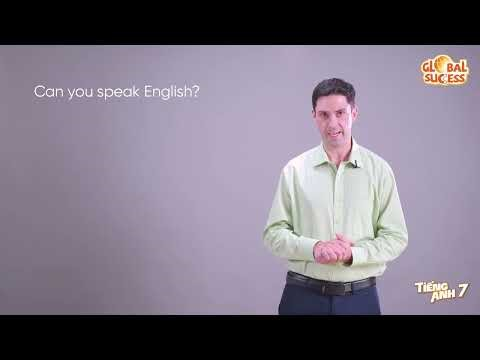 GLOBAL
SUCCESS
Can you speak English?
TIẾNG
ANH 7